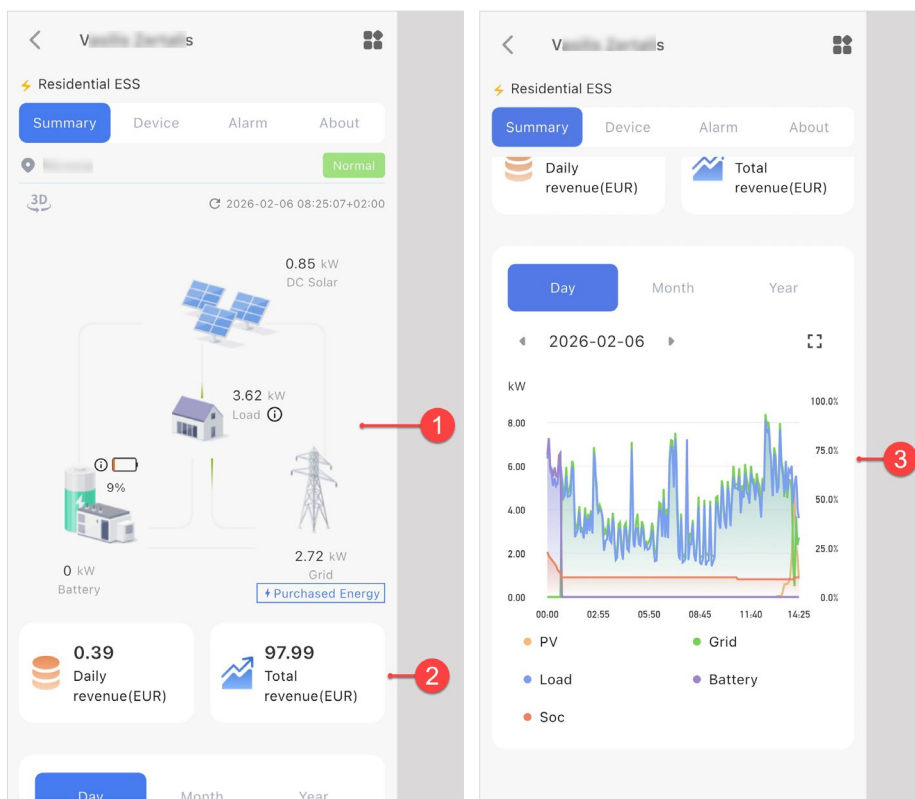 Residential ESS
Summary Device Alarm About
Normal
3D
2026-02-06 08:25:07+02:00
0.85 kW
DC Solar
3.62 kW
Load
9%
0 kW
Battery
2.72 kW
Grid
Purchased Energy
0.39
Daily
revenue(EUR)
97.99
Total
revenue(EUR)
Day Month Year
1
2
Residential ESS
Summary Device Alarm About
Daily
revenue(EUR)
Total
revenue(EUR)
Day Month Year
2026-02-06
kW
100.0%
8.00
75.0%
6.00
50.0%
4.00
25.0%
2.00
0.00
0.0%
00:00 02:55 05:50 08:45 11:40 14:25
PV
Grid
Load
Battery
Soc
3